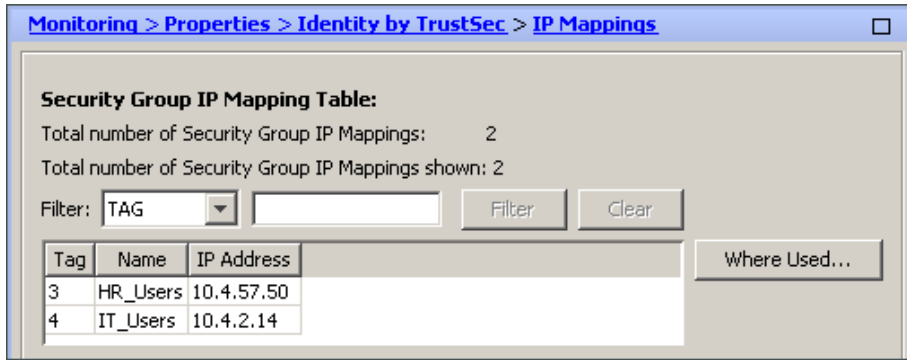 Monitoring > Properties > Identity by TrustSec > IP Mappings
Security Group IP Mapping Table:
Total number of Security Group IP Mappings: 2
Total number of Security Group IP Mappings shown: 2
Filter: TAG Filter Clear
Tag Name IP Address Where Used...
3 HR_Users 10.4.57.50
4 IT_Users 10.4.2.14